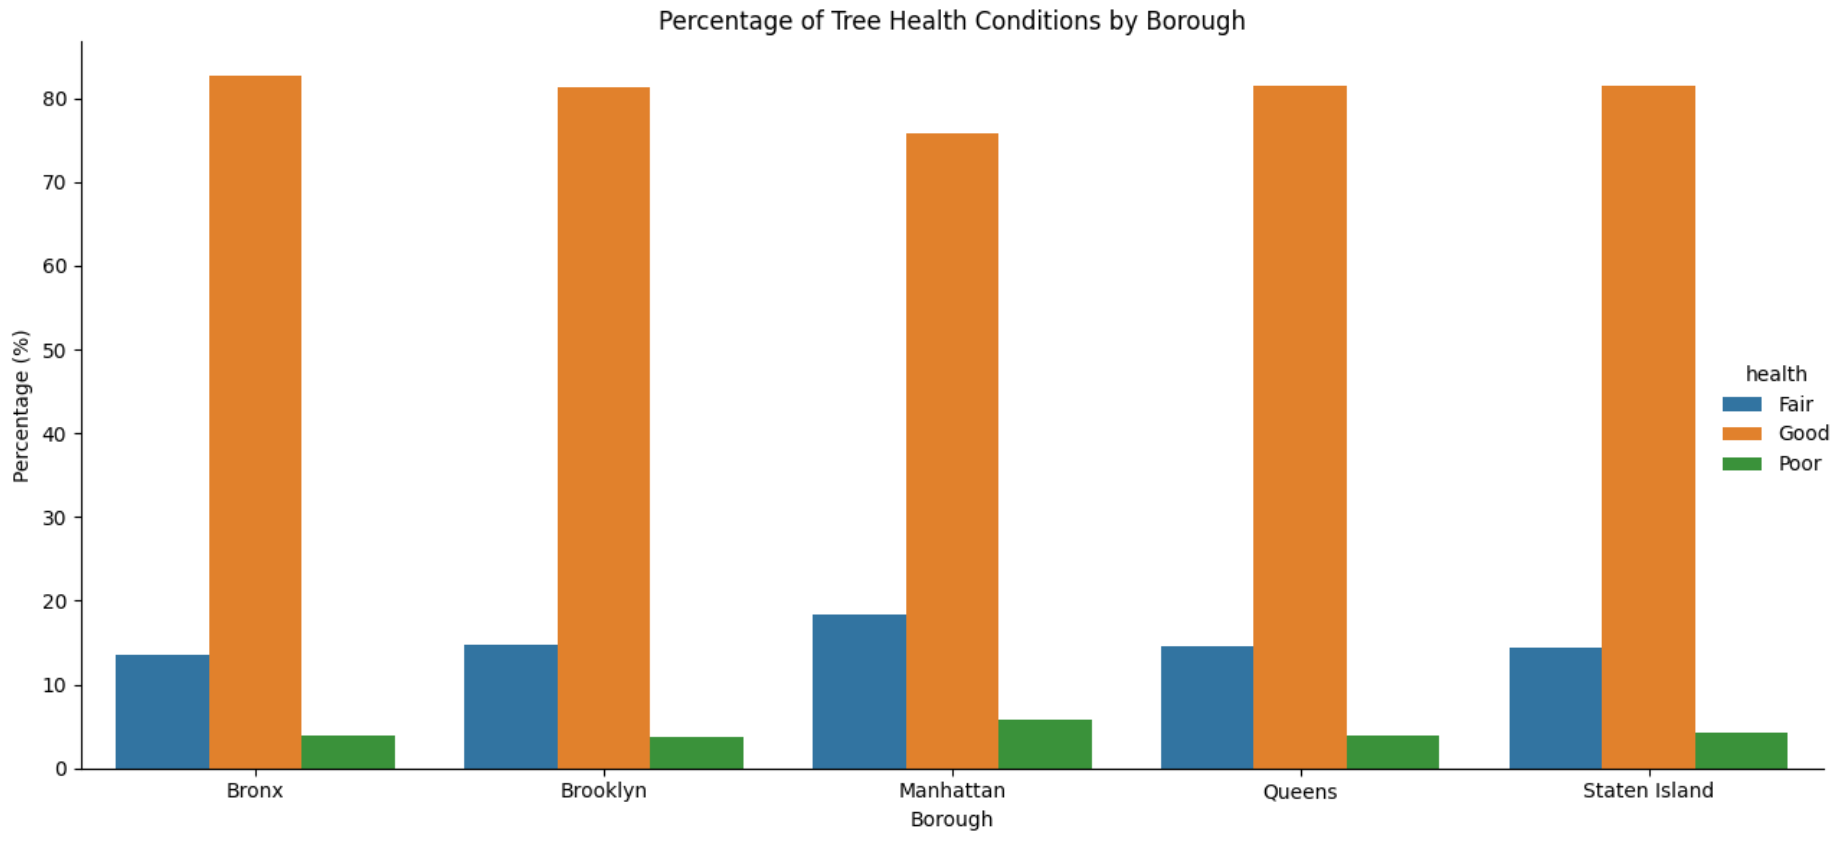 Percentage of Tree Health Conditions by Borough
80
70
60
50
40
30
20
10
0
Percentage (%)
Bronx Brooklyn Manhattan Queens Staten Island
Borough
health
Fair
Good
Poor